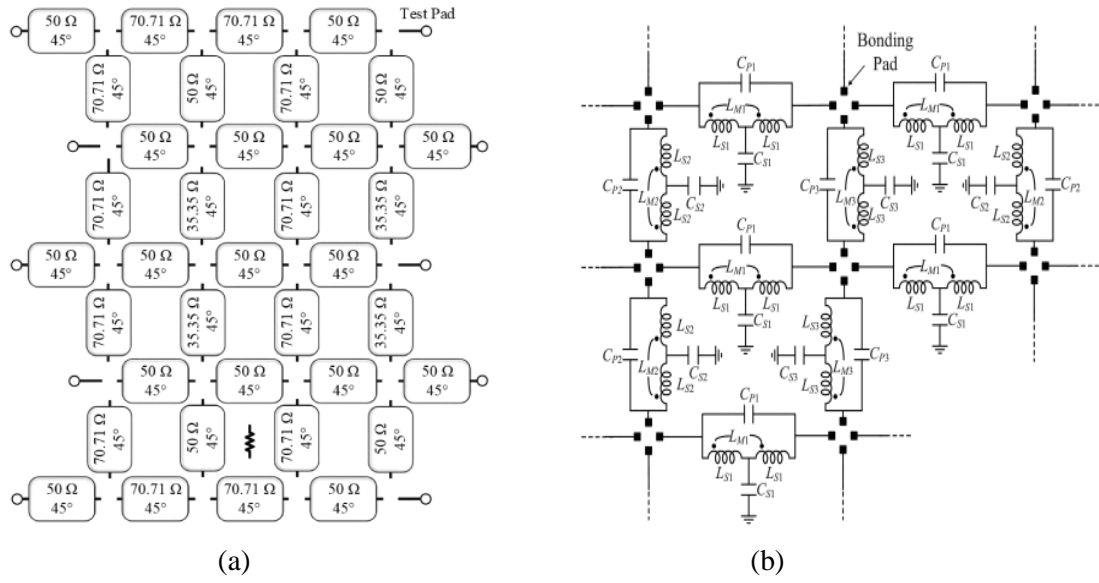 50 Ω 70.71 Ω 70.71 Ω 50 Ω Test Pad
45° 45° 45° 45°
70.71 Ω 50 Ω 70.71 Ω 50 Ω
45° 45° 45° 45°
50 Ω 50 Ω 50 Ω 50 Ω
45° 45° 45° 45°
70.71 Ω 35.35 Ω 70.71 Ω 35.35 Ω
45° 45° 45° 45°
50 Ω 50 Ω 50 Ω 50 Ω
45° 45° 45° 45°
70.71 Ω 35.35 Ω 70.71 Ω 35.35 Ω
45° 45° 45° 45°
50 Ω 50 Ω 50 Ω 50 Ω
45° 45° 45° 45°
70.71 Ω 50 Ω 70.71 Ω 50 Ω
45° 45° 45° 45°
50 Ω 70.71 Ω 70.71 Ω 50 Ω
45° 45° 45° 45°
(a)
Bonding
Pad
CP1 CP1
LM1 LM1
LS1 LS1 LS1 LS1
CS1 CS1
LS2 LS3 LS2
CP2 LM2 CS2 CP3 LM3 CS3 CS2 LM2 CP2
LS2 LS3 LS2
CP1 CP1
LM1 LM1
LS1 LS1 LS1 LS1
CS1 CS1
LS2 LS3
CP2 LM2 CS2 CS3 LM3 CP3
LS2 LS3
CP1
LM1
LS1 LS1
CS1
(b)